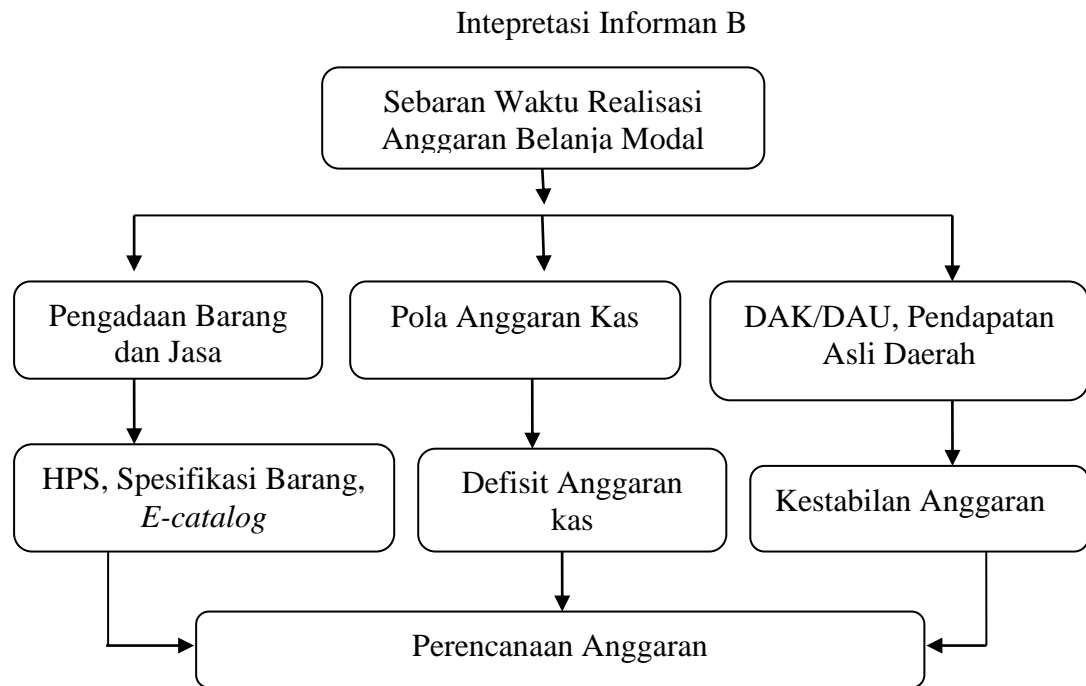 Intepretasi Informan B
Sebaran Waktu Realisasi
Anggaran Belanja Modal
Pengadaan Barang
dan Jasa
Pola Anggaran Kas
DAK/DAU, Pendapatan
Asli Daerah
HPS, Spesifikasi Barang,
E-catalog
Defisit Anggaran
kas
Kestabilan Anggaran
Perencanaan Anggaran